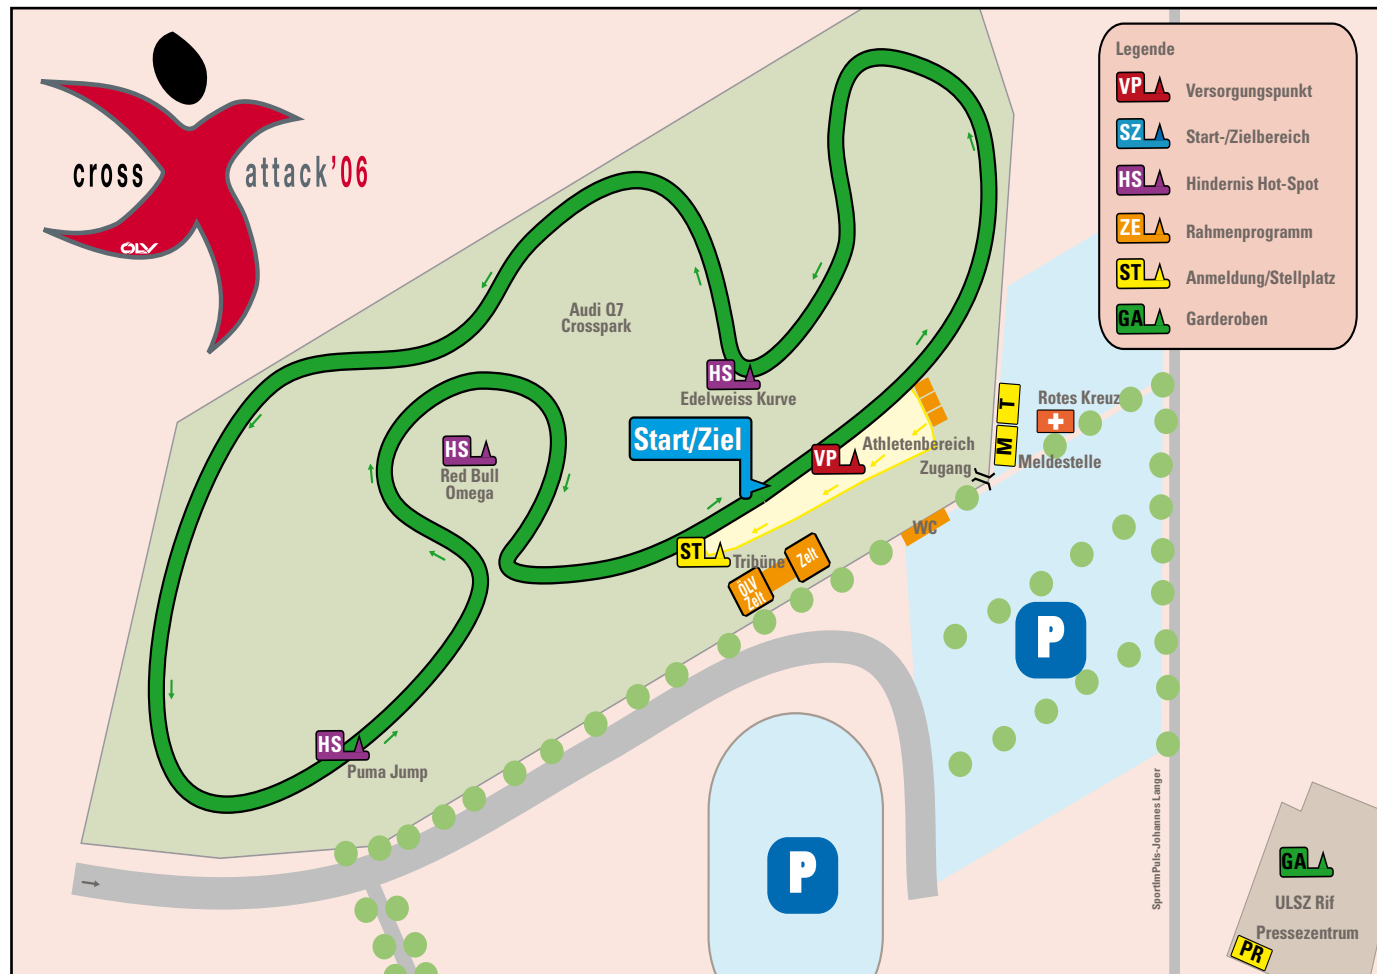 cross attack'06
ÖLV
Legende
VP Versorgungspunkt
SZ Start-/Zielbereich
HS Hindernis Hot-Spot
ZE Rahmenprogramm
ST Anmeldung/Stellplatz
GA Garderoben
Audi Q7
Crosspark
HS
Edelweiss Kurve
Start/Ziel
HS
Red Bull
Omega
VP
Athletenbereich
Zugang
T
M
Rotes Kreuz
Meldestelle
WC
ST
Tribüne
Zelt
ÖLV
Zelt
HS
Puma Jump
P
P
SportImPuls-Johannes Langer
GA
ULSZ Rif
Pressezentrum
PR